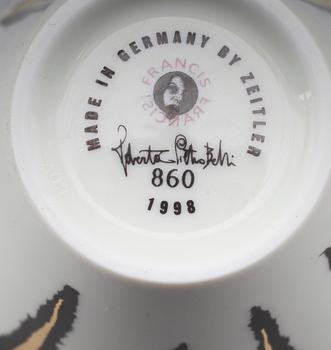 MADE IN GERMANY BY ZEITLER
FRANCIS
FRANCIS
860
1998